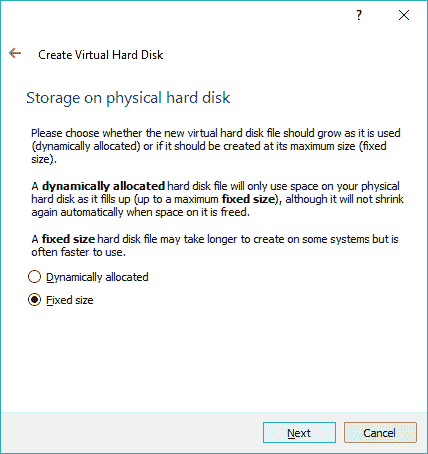 ?
Create Virtual Hard Disk
Storage on physical hard disk
Please choose whether the new virtual hard disk file should grow as it is used
(dynamically allocated) or if it should be created at its maximum size (fixed
size).
A dynamically allocated hard disk file will only use space on your physical
hard disk as it fills up (up to a maximum fixed size), although it will not shrink
again automatically when space on it is freed.
A fixed size hard disk file may take longer to create on some systems but is
often faster to use.
Dynamically allocated
Fixed size
Next
Cancel